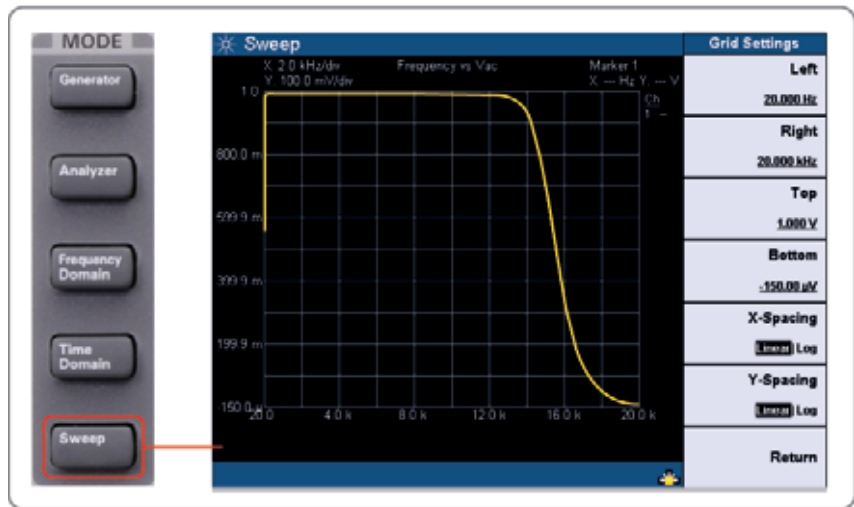 MODE
Generator
Analyzer
Frequency
Domain
Time
Domain
Sweep
Sweep
X: 2.0 kHz/div Frequency vs Vac Marker 1
Y: 100.0 mV/div X: --- Hz Y: --- V
1.0
Ch
1 --
800.0 m
599.9 m
399.9 m
199.9 m
-150.0 µ
20.0 4.0 k 8.0 k 12.0 k 16.0 k 20.0 k
Grid Settings
Left
20.000 Hz
Right
20.000 kHz
Top
1.000 V
Bottom
-150.00 µV
X-Spacing
Linear Log
Y-Spacing
Linear Log
Return